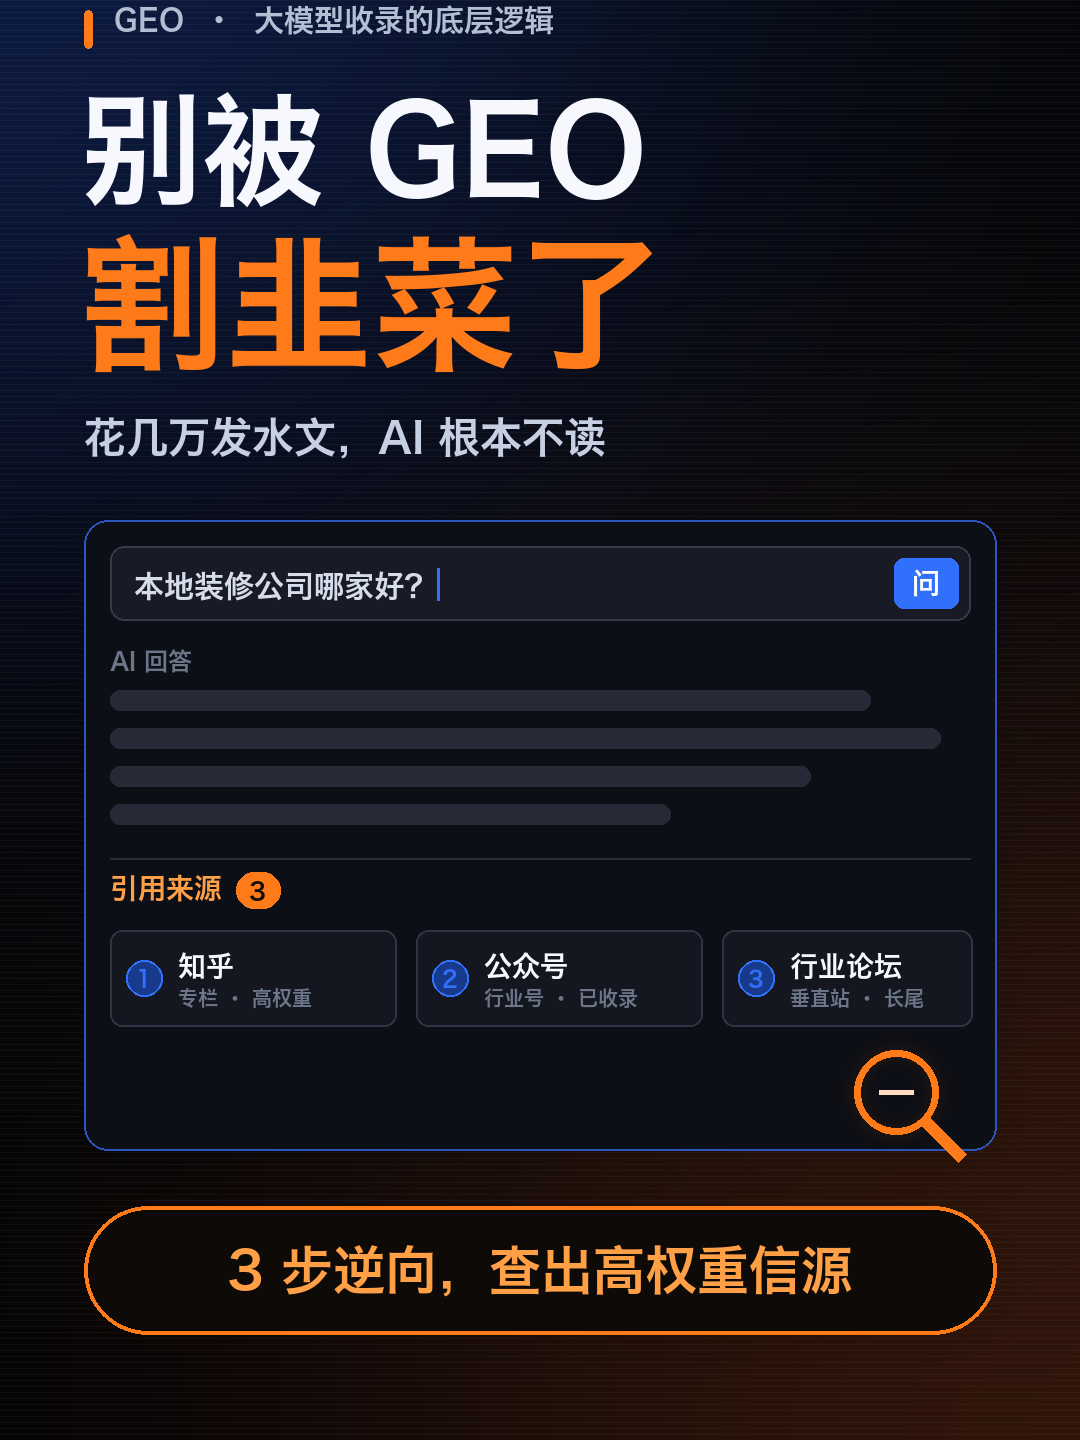 GEO · 大模型收录的底层逻辑
别被 GEO
割韭菜了
花几万发水文，AI 根本不读
本地装修公司哪家好?
问
AI 回答
引用来源 3
1 知乎
专栏 · 高权重
2 公众号
行业号 · 已收录
3 行业论坛
垂直站 · 长尾
3 步逆向，查出高权重信源